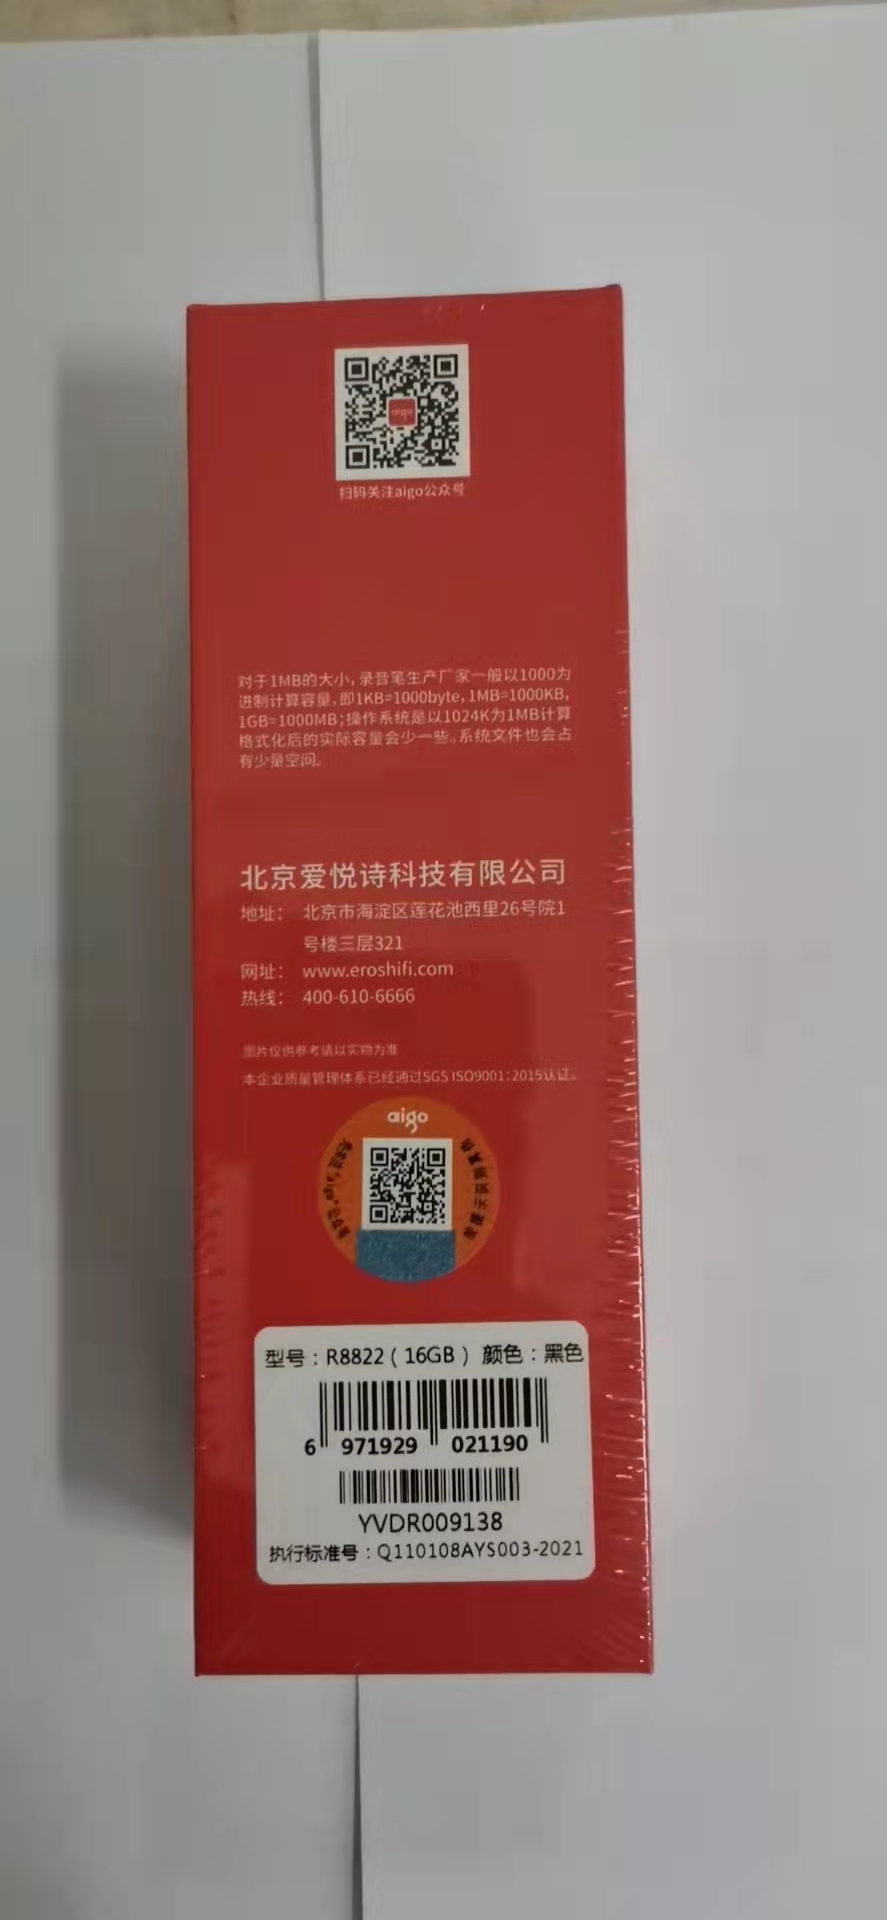 aigo
扫码关注aigo公众号
对于1MB的大小,录音笔生产厂家一般以1000为
进制计算容量,即1KB=1000byte,1MB=1000KB,
1GB=1000MB;操作系统是以1024K为1MB计算
格式化后的实际容量会少一些。系统文件也会占
有少量空间。
北京爱悦诗科技有限公司
地址: 北京市海淀区莲花池西里26号院1
号楼三层321
网址: www.eroshifi.com
热线: 400-610-6666
图片仅供参考请以实物为准
本企业质量管理体系已经通过SGS ISO9001:2015认证。
aigo
型号:R8822(16GB) 颜色:黑色
6 971929 021190
YVDR009138
执行标准号:Q110108AYS003-2021